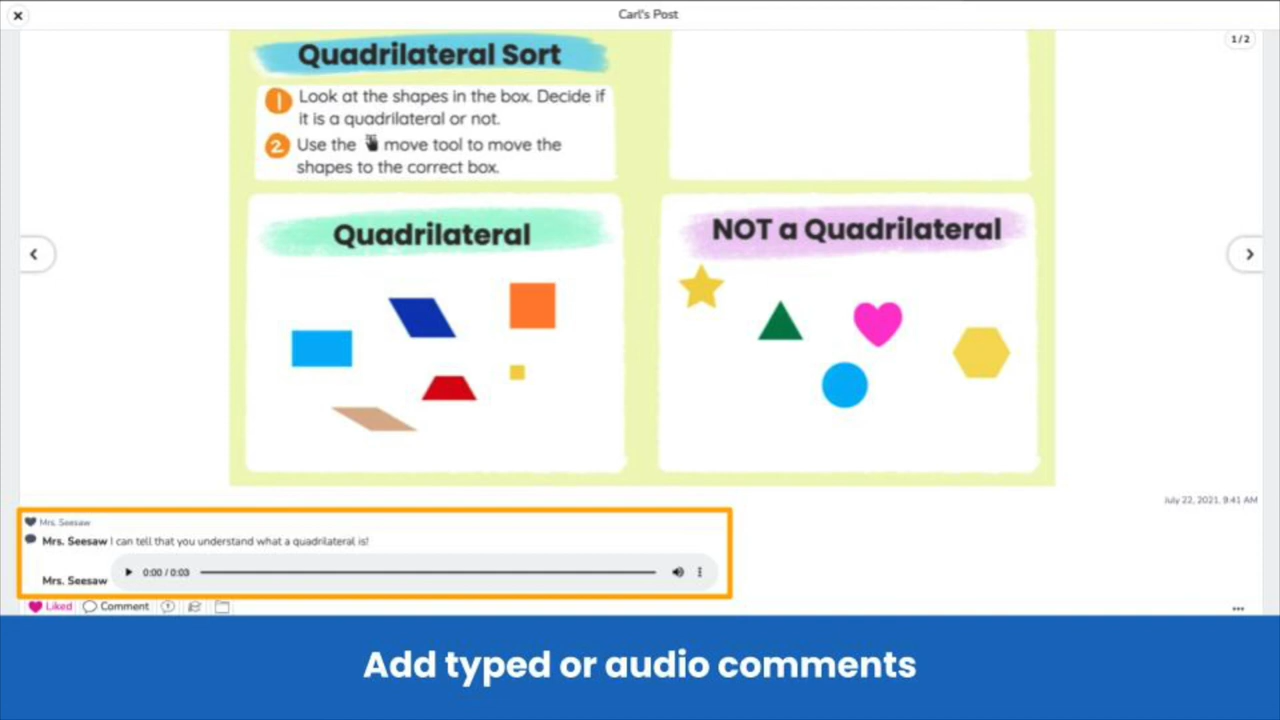 Carl's Post
1/2
Quadrilateral Sort
1 Look at the shapes in the box. Decide if
it is a quadrilateral or not.
2 Use the move tool to move the
shapes to the correct box.
Quadrilateral
NOT a Quadrilateral
July 22, 2021, 9:41 AM
Mrs. Seesaw
Mrs. Seesaw I can tell that you understand what a quadrilateral is!
Mrs. Seesaw 0:00 / 0:03
Liked Comment
Add typed or audio comments